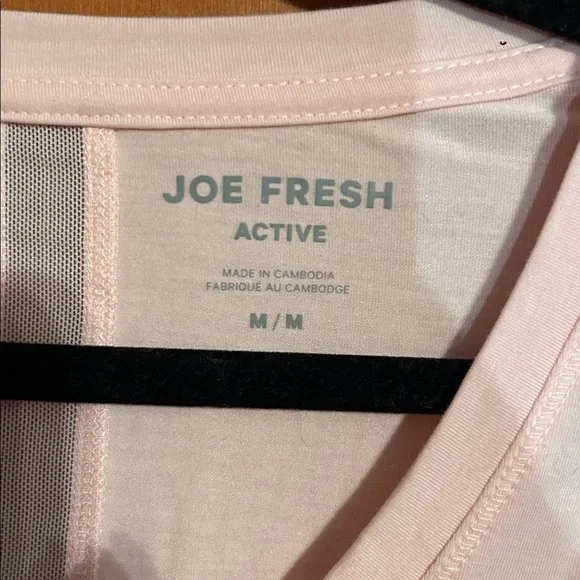 JOE FRESH
ACTIVE
MADE IN CAMBODIA
FABRIQUÉ AU CAMBODGE
M / M